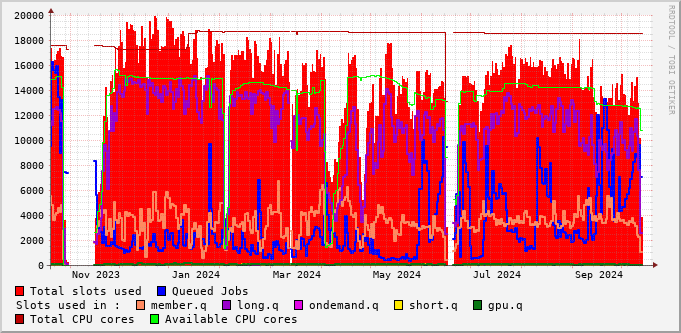 20000
18000
16000
14000
12000
10000
8000
6000
4000
2000
0
Nov 2023 Jan 2024 Mar 2024 May 2024 Jul 2024 Sep 2024
Total slots used Queued Jobs
Slots used in : member.q long.q ondemand.q short.q gpu.q
Total CPU cores Available CPU cores
RRDTOOL / TOBI OETIKER